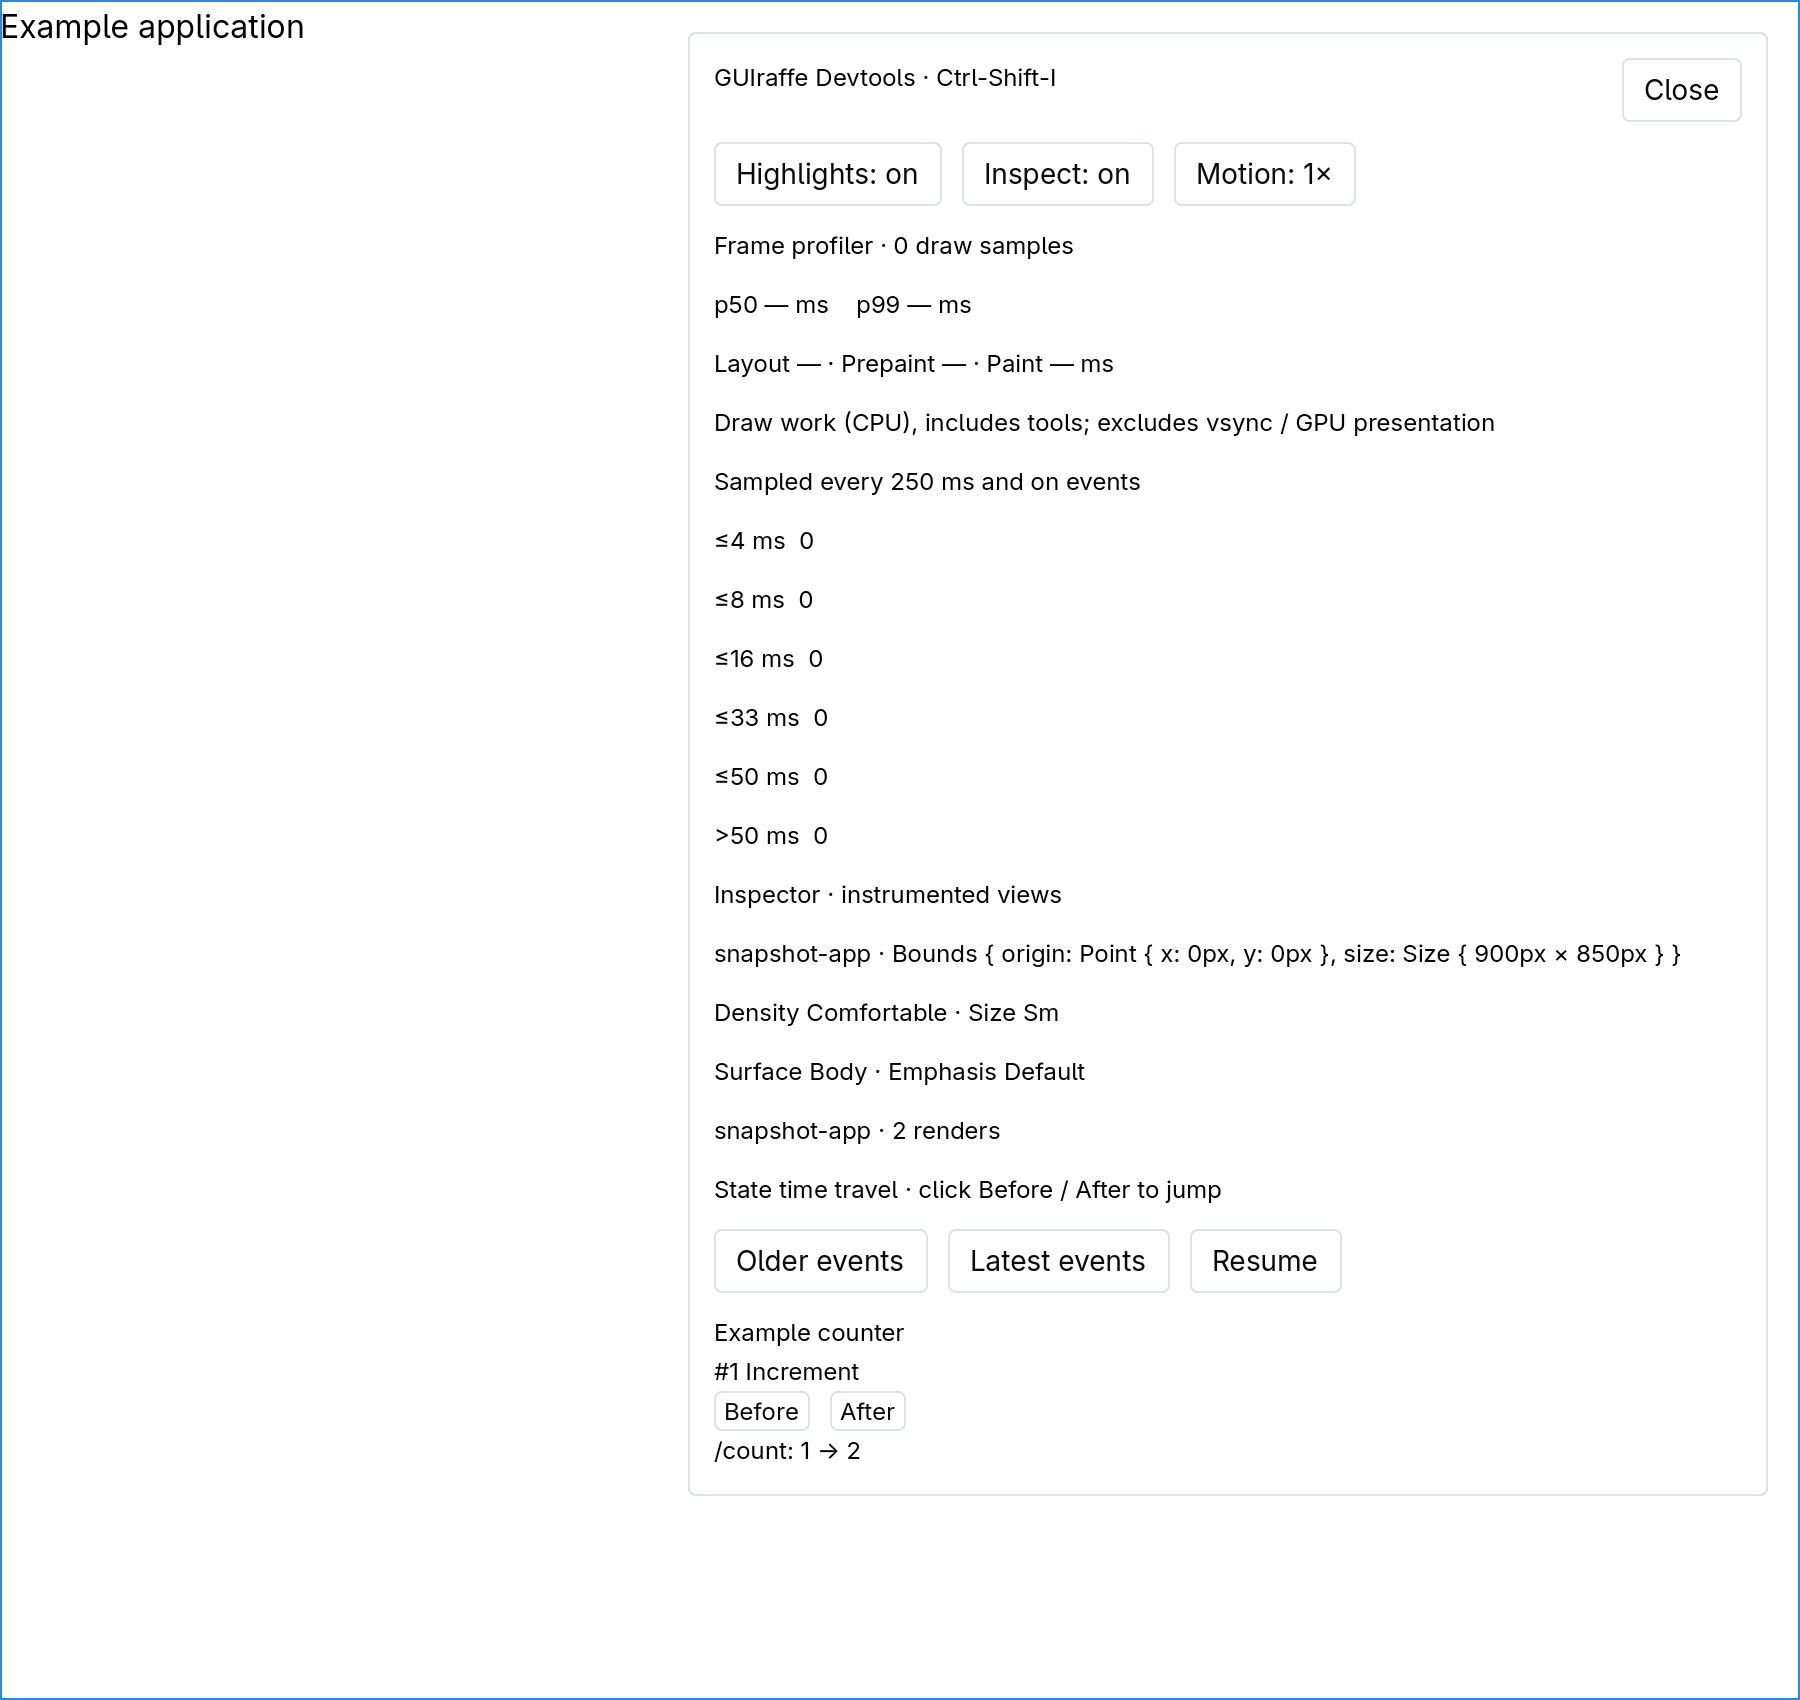 Example application
GUIraffe Devtools · Ctrl-Shift-I
Close
Highlights: on
Inspect: on
Motion: 1×
Frame profiler · 0 draw samples
p50 — ms    p99 — ms
Layout — · Prepaint — · Paint — ms
Draw work (CPU), includes tools; excludes vsync / GPU presentation
Sampled every 250 ms and on events
≤4 ms  0
≤8 ms  0
≤16 ms  0
≤33 ms  0
≤50 ms  0
>50 ms  0
Inspector · instrumented views
snapshot-app · Bounds { origin: Point { x: 0px, y: 0px }, size: Size { 900px × 850px } }
Density Comfortable · Size Sm
Surface Body · Emphasis Default
snapshot-app · 2 renders
State time travel · click Before / After to jump
Older events
Latest events
Resume
Example counter
#1 Increment
Before
After
/count: 1 → 2